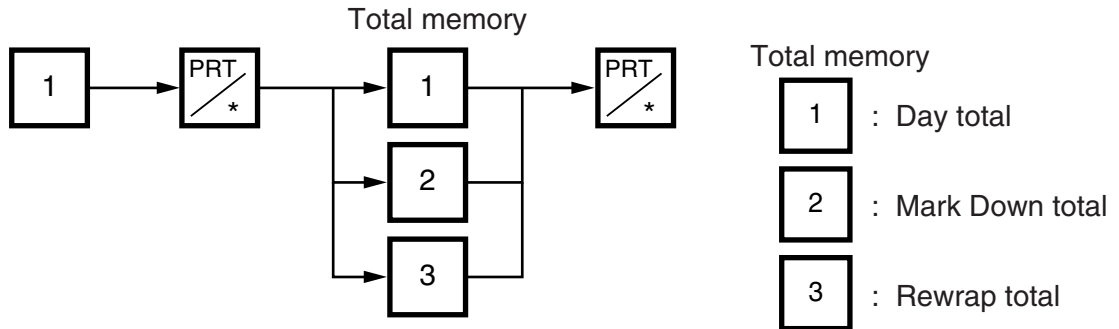 Total memory
1
PRT
*
1
PRT
*
2
3
Total memory
1 : Day total
2 : Mark Down total
3 : Rewrap total